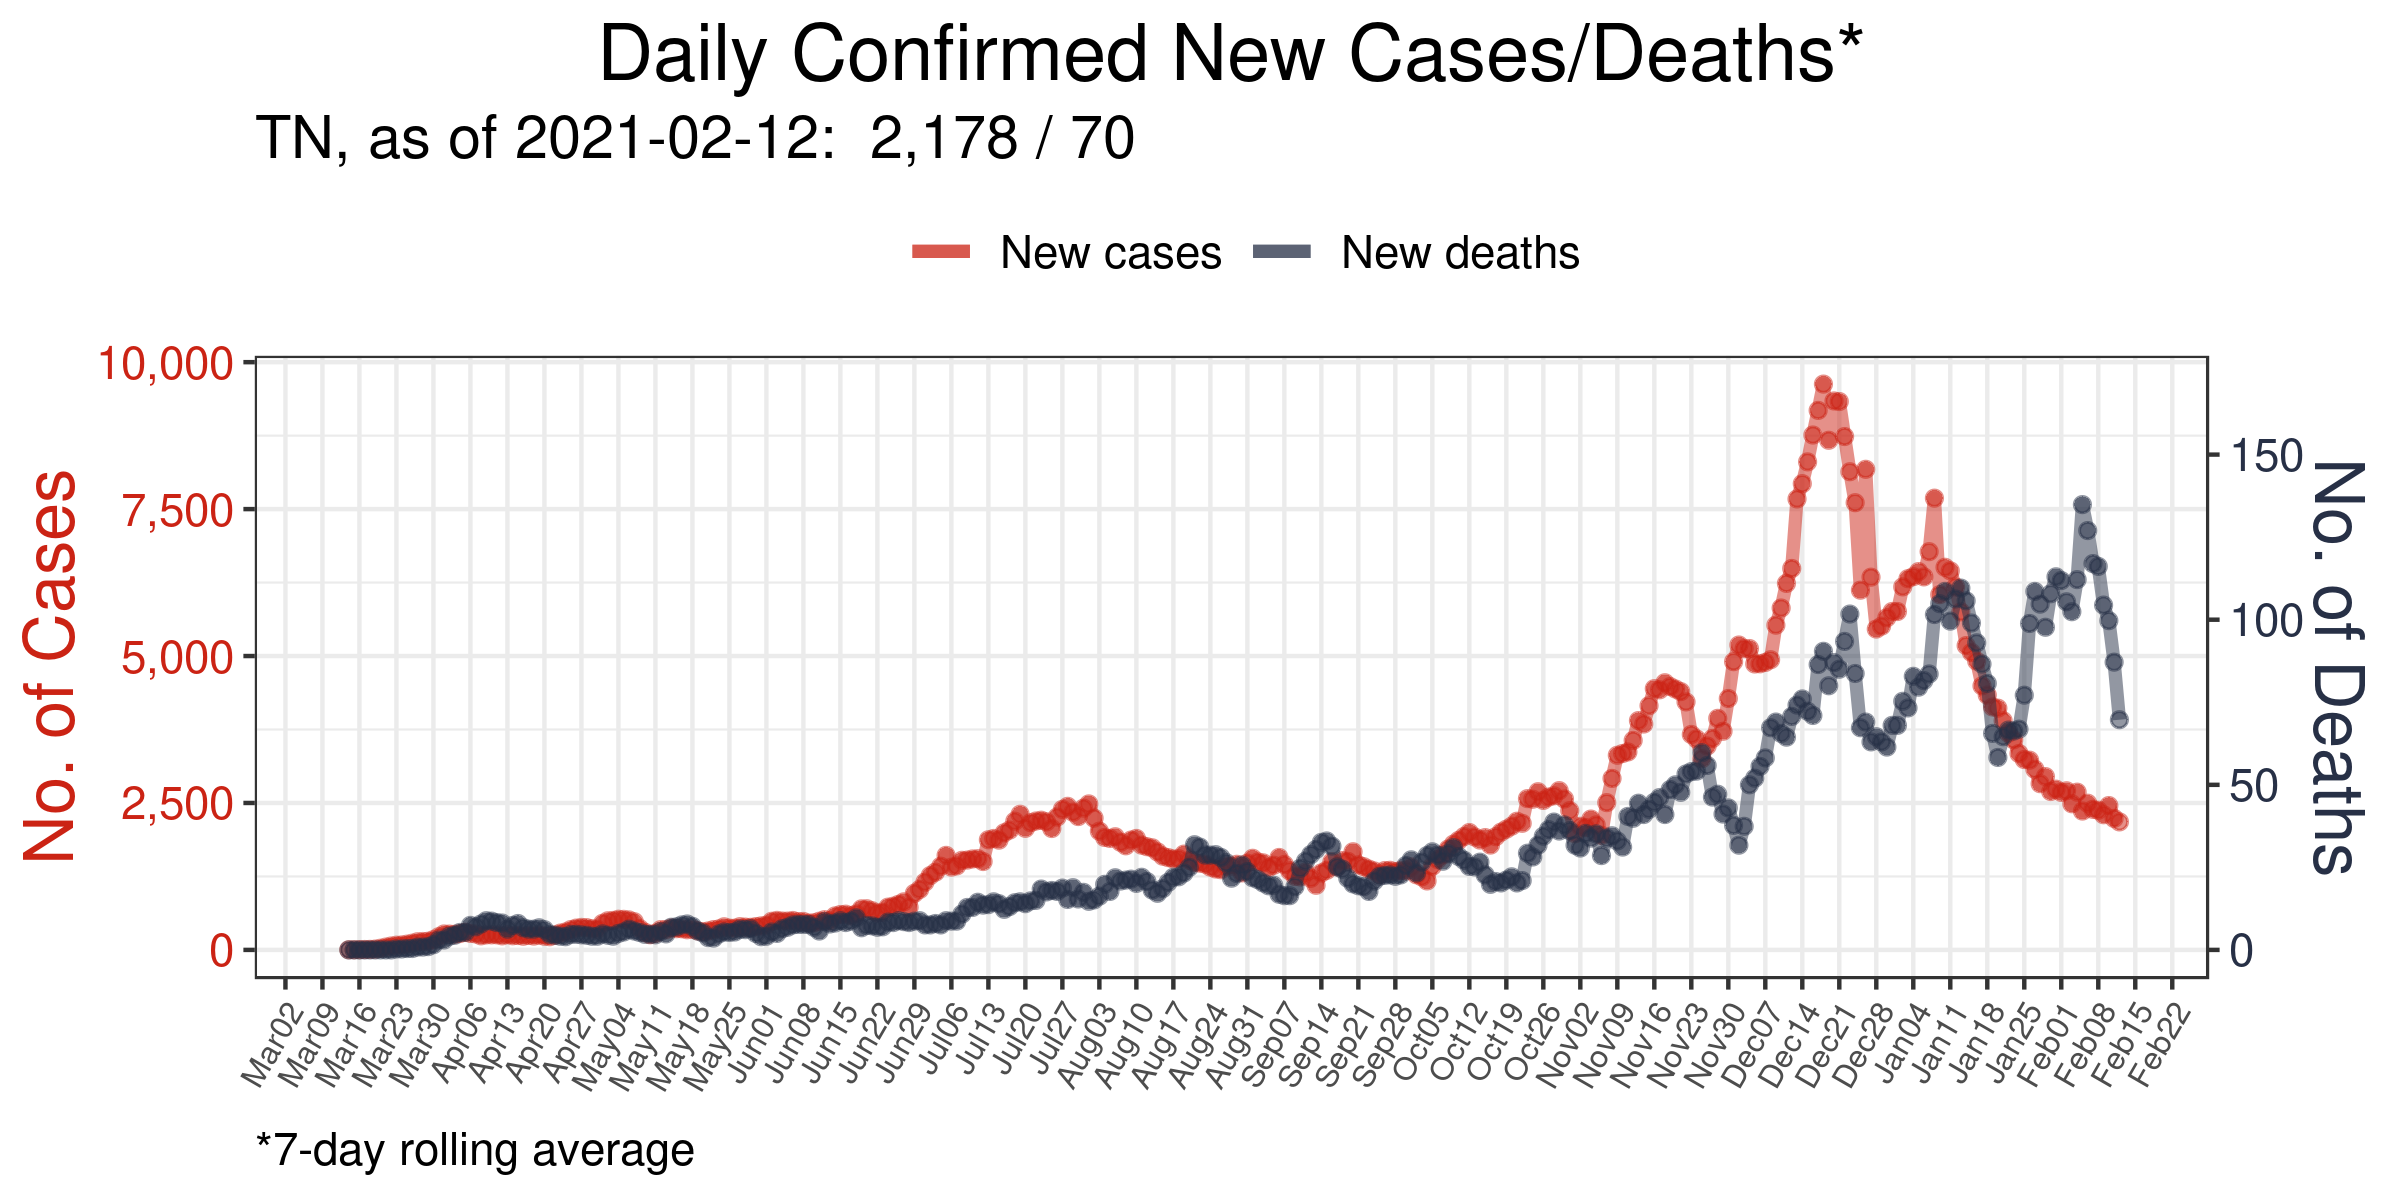 Daily Confirmed New Cases/Deaths*
TN, as of 2021-02-12:  2,178 / 70
New cases New deaths
No. of Cases
10,000
7,500
5,000
2,500
0
150
100
50
0
No. of Deaths
Mar02 Mar09 Mar16 Mar23 Mar30 Apr06 Apr13 Apr20 Apr27 May04 May11 May18 May25 Jun01 Jun08 Jun15 Jun22 Jun29 Jul06 Jul13 Jul20 Jul27 Aug03 Aug10 Aug17 Aug24 Aug31 Sep07 Sep14 Sep21 Sep28 Oct05 Oct12 Oct19 Oct26 Nov02 Nov09 Nov16 Nov23 Nov30 Dec07 Dec14 Dec21 Dec28 Jan04 Jan11 Jan18 Jan25 Feb01 Feb08 Feb15 Feb22
*7-day rolling average